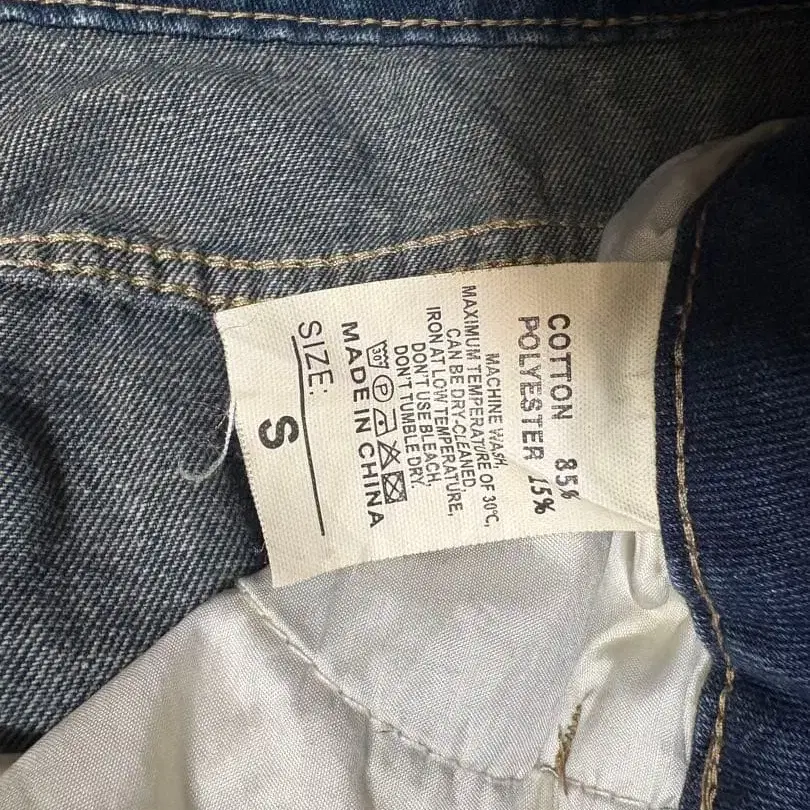 COTTON 85%
POLYESTER 15%
MACHINE WASH,
MAXIMUM TEMPERATURE OF 30°C,
CAN BE DRY-CLEANED,
IRON AT LOW TEMPERATURE,
DON'T USE BLEACH,
DON'T TUMBLE DRY,
30° P
MADE IN CHINA
SIZE: S